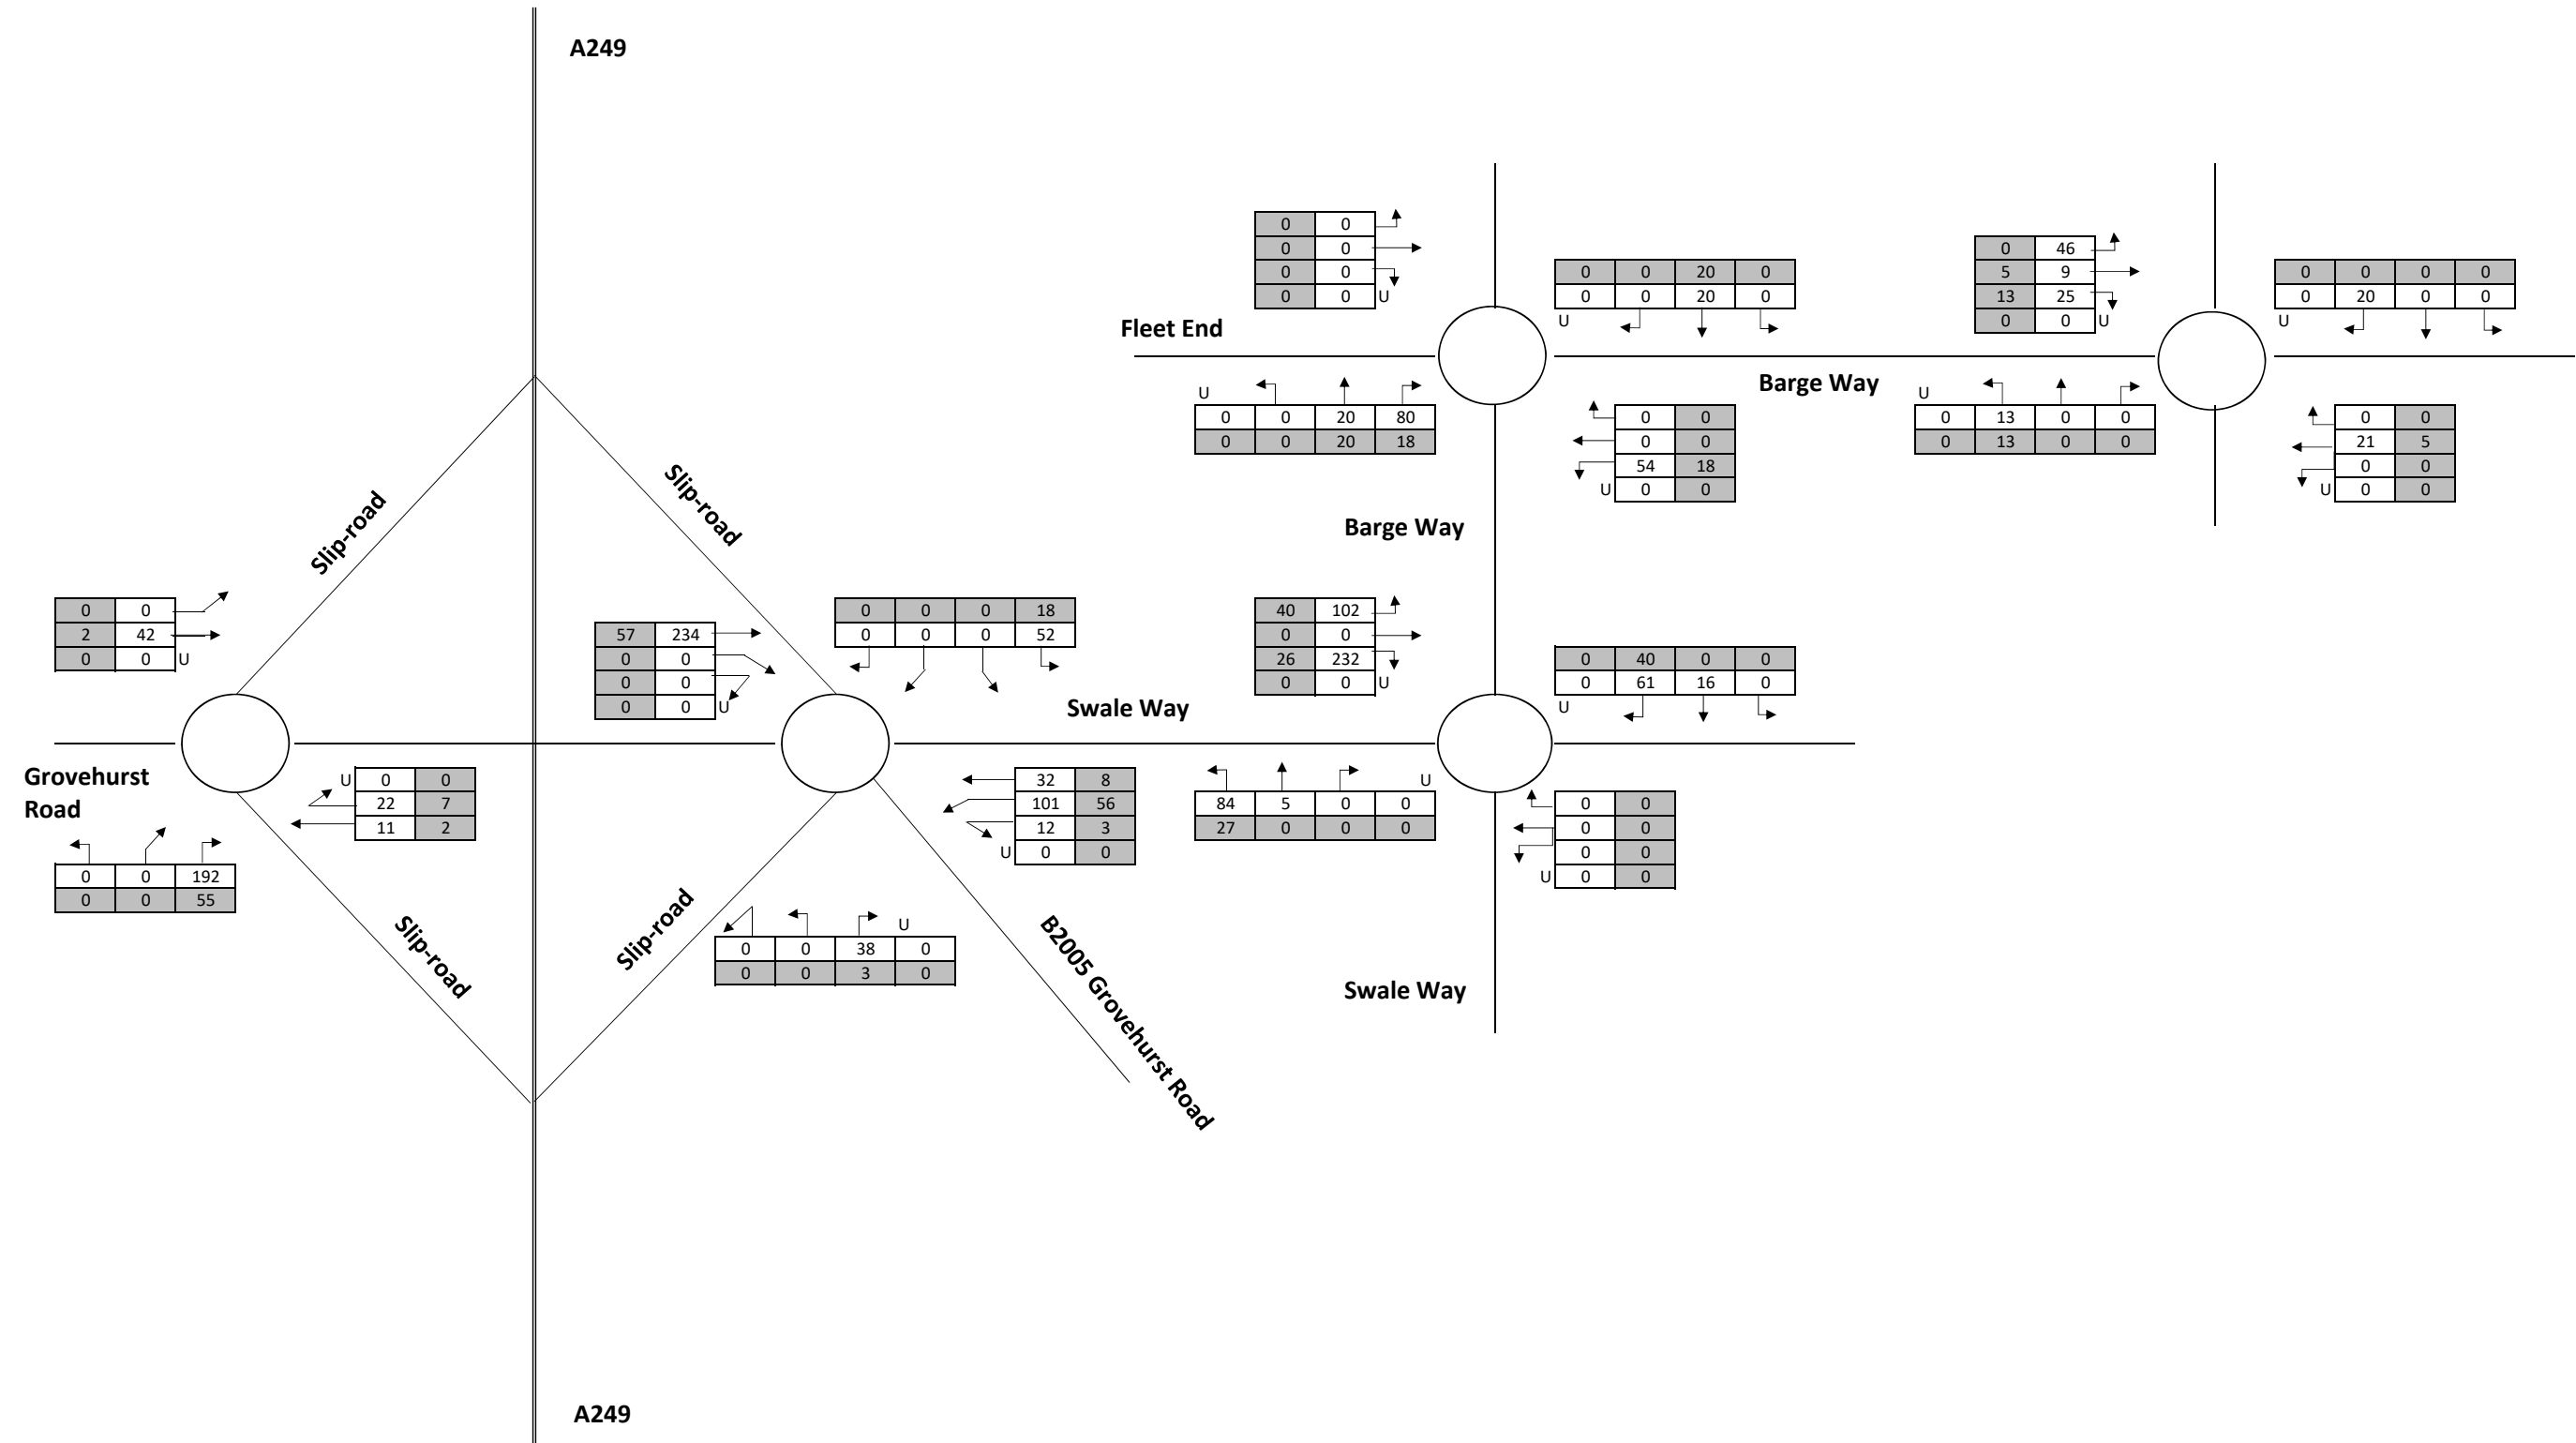 A249
0 0
0 0
0 0
0 0 U
0 0 20 0
0 0 20 0
U
0 46
5 9
13 25
0 0 U
0 0 0 0
0 20 0 0
U
Fleet End
Barge Way
U
0 0 20 80
0 0 20 18
0 0
0 0
54 18
U 0 0
U
0 13 0 0
0 13 0 0
0 0
21 5
0 0
U 0 0
Slip-road
Slip-road
Barge Way
0 0
2 42
0 0 U
57 234
0 0
0 0
0 0 U
0 0 0 18
0 0 0 52
Swale Way
40 102
0 0
26 232
0 0 U
0 40 0 0
0 61 16 0
U
Grovehurst
Road
U 0 0
22 7
11 2
32 8
101 56
12 3
U 0 0
U
84 5 0 0
27 0 0 0
0 0
0 0
0 0
U 0 0
0 0 192
0 0 55
Slip-road
Slip-road
U
0 0 38 0
0 0 3 0
B2005 Grovehurst Road
Swale Way
A249